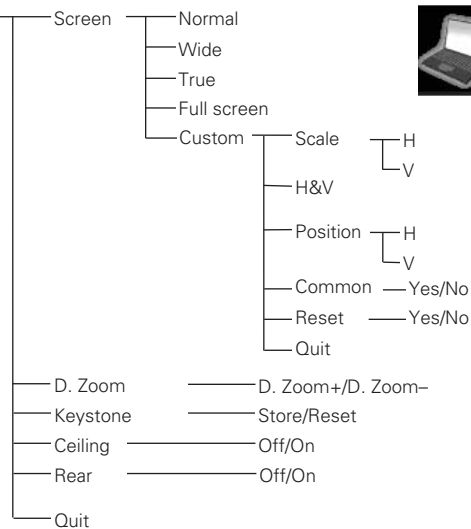 Screen Normal
Wide
True
Full screen
Custom Scale H
V
H&V
Position H
V
Common Yes/No
Reset Yes/No
Quit
D. Zoom D. Zoom+/D. Zoom–
Keystone Store/Reset
Ceiling Off/On
Rear Off/On
Quit